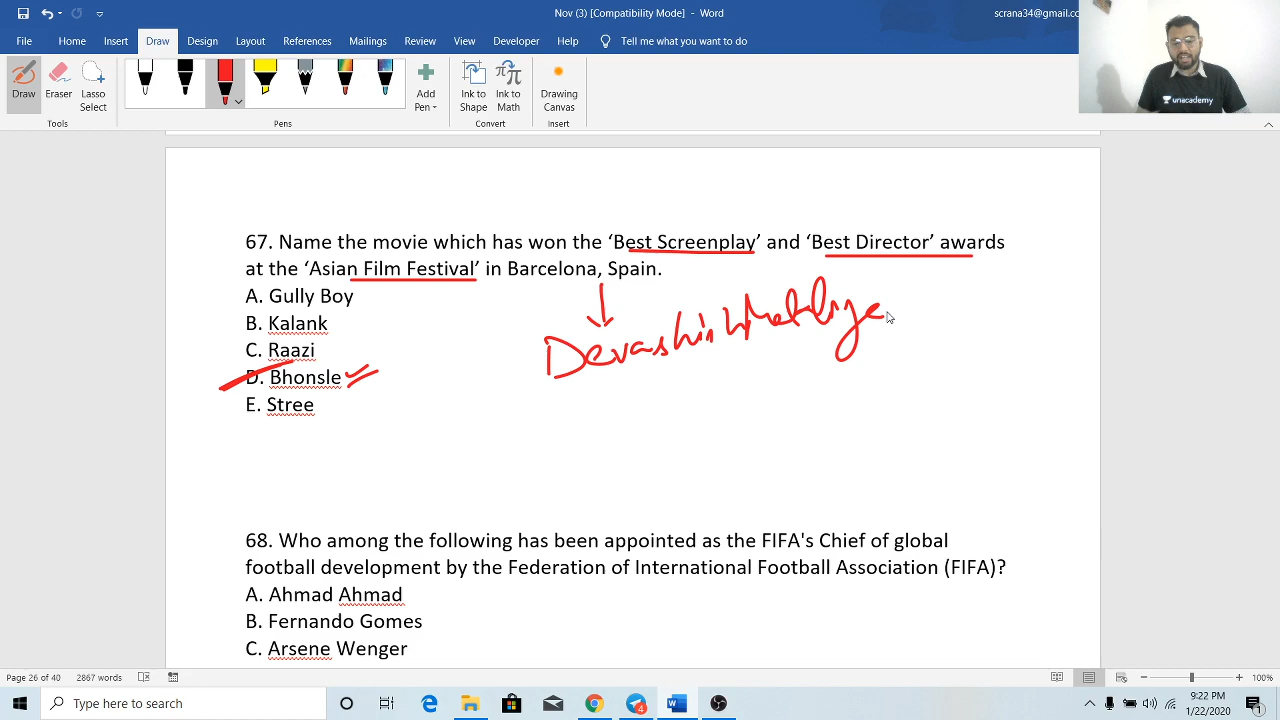 Nov (3) [Compatibility Mode] - Word
scrana34@gmail.co
File Home Insert Draw Design Layout References Mailings Review View Developer Help Tell me what you want to do
Draw Eraser Lasso Select
Add Pen
Ink to Shape Ink to Math
Drawing Canvas
Tools Pens Convert Insert
unacademy
67. Name the movie which has won the ‘Best Screenplay’ and ‘Best Director’ awards
at the ‘Asian Film Festival’ in Barcelona, Spain.
A. Gully Boy
B. Kalank
C. Raazi
D. Bhonsle
E. Stree
68. Who among the following has been appointed as the FIFA's Chief of global
football development by the Federation of International Football Association (FIFA)?
A. Ahmad Ahmad
B. Fernando Gomes
C. Arsene Wenger
Page 26 of 40 2867 words 100%
Type here to search
4
9:22 PM
1/22/2020
1